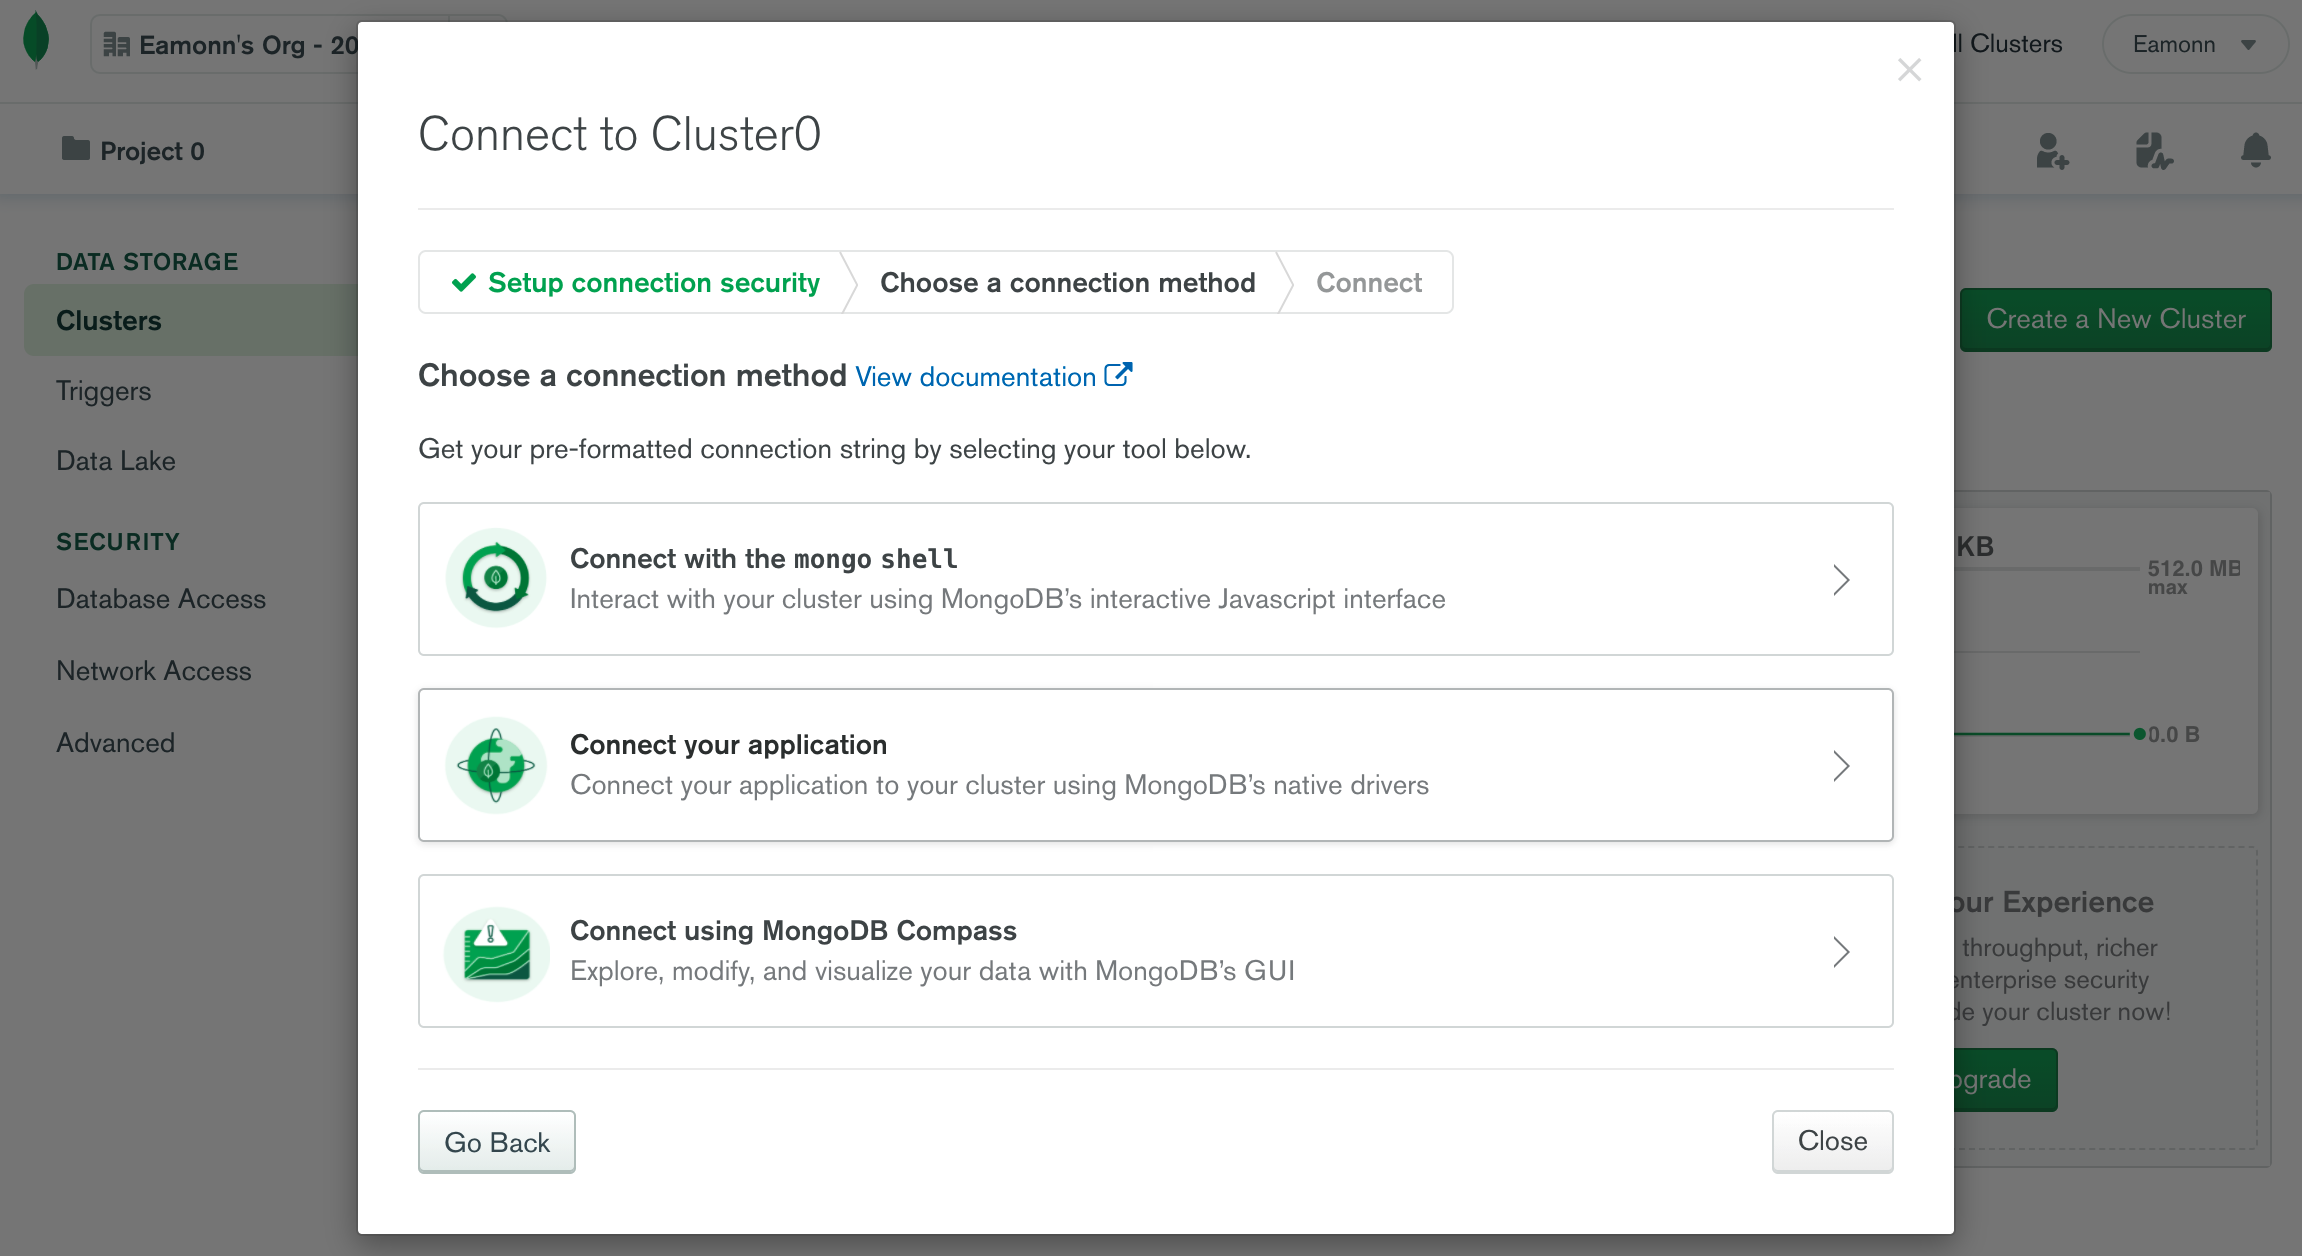 Eamonn's Org - 20
Clusters
Eamonn
Project 0
Connect to Cluster0
DATA STORAGE
Clusters
Triggers
Data Lake
SECURITY
Database Access
Network Access
Advanced
Setup connection security
Choose a connection method
Connect
Create a New Cluster
Choose a connection method View documentation
Get your pre-formatted connection string by selecting your tool below.
Connect with the mongo shell
Interact with your cluster using MongoDB’s interactive Javascript interface
Connect your application
Connect your application to your cluster using MongoDB’s native drivers
Connect using MongoDB Compass
Explore, modify, and visualize your data with MongoDB’s GUI
KB
512.0 MB
max
0.0 B
our Experience
throughput, richer
enterprise security
de your cluster now!
pgrade
Go Back
Close